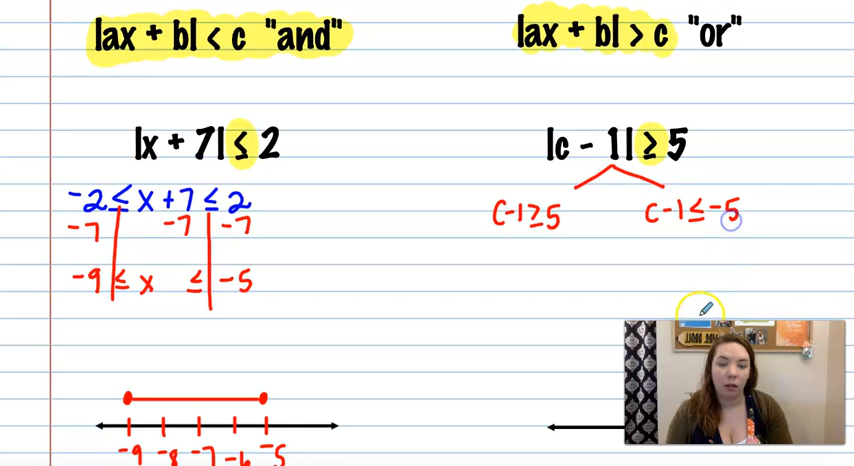 |ax + b| < c "and"
|x + 7| ≤ 2
-2 ≤ x + 7 ≤ 2
-7 -7 -7
-9 ≤ x ≤ -5
-9 -8 -7 -6 -5
|ax + b| > c "or"
|c - 1| ≥ 5
c-1≥5 c-1≤-5